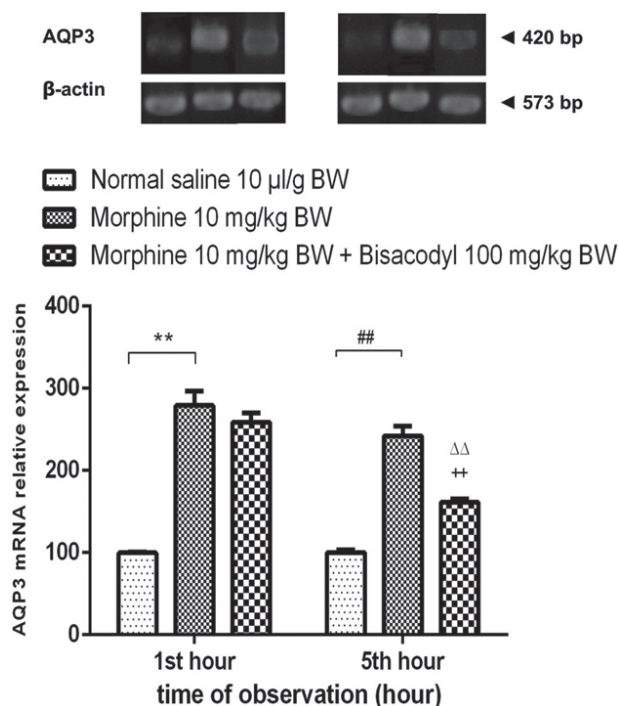 AQP3 ◄ 420 bp
β-actin ◄ 573 bp
Normal saline 10 µl/g BW
Morphine 10 mg/kg BW
Morphine 10 mg/kg BW + Bisacodyl 100 mg/kg BW
AQP3 mRNA relative expression
400
300
200
100
0
**
##
ΔΔ
‡‡
1st hour 5th hour
time of observation (hour)